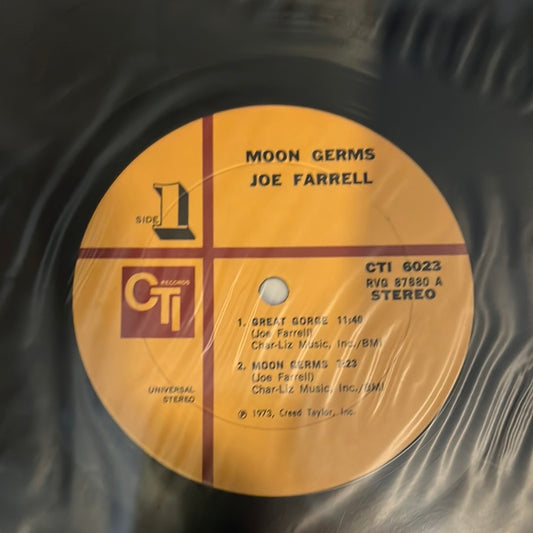 MOON GERMS
JOE FARRELL
SIDE 1
CTI RECORDS
CTI 6023
RVG 87880 A
STEREO
1. GREAT GORGE 11:40
(Joe Farrell)
Char-Liz Music, Inc./BMI
2. MOON GERMS
(Joe Farrell)
Char-Liz Music, Inc./BMI
UNIVERSAL
STEREO
℗ 1973, Creed Taylor, Inc.